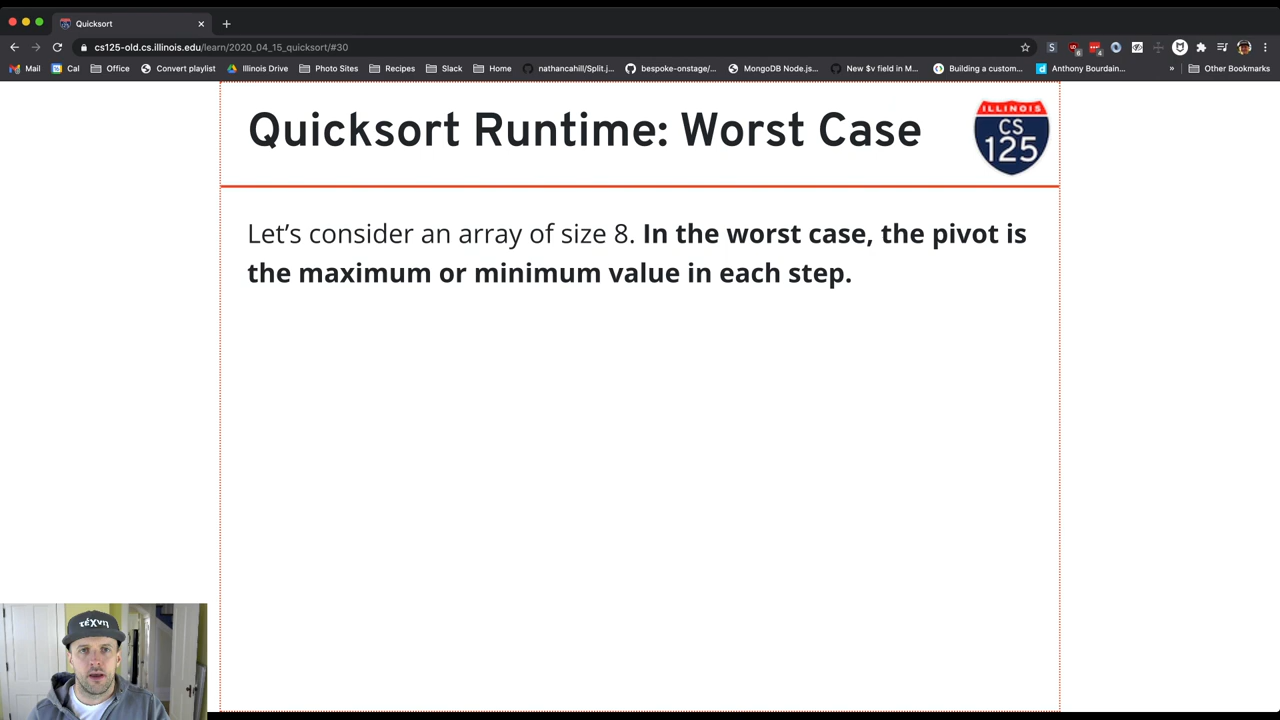 Quicksort
cs125-old.cs.illinois.edu/learn/2020_04_15_quicksort/#30
Mail Cal Office Convert playlist Illinois Drive Photo Sites Recipes Slack Home nathancahill/Split.j... bespoke-onstage/... MongoDB Node.js... New $v field in M... Building a custom... Anthony Bourdain... » Other Bookmarks
Quicksort Runtime: Worst Case
ILLINOIS
CS
125
Let's consider an array of size 8. In the worst case, the pivot is
the maximum or minimum value in each step.